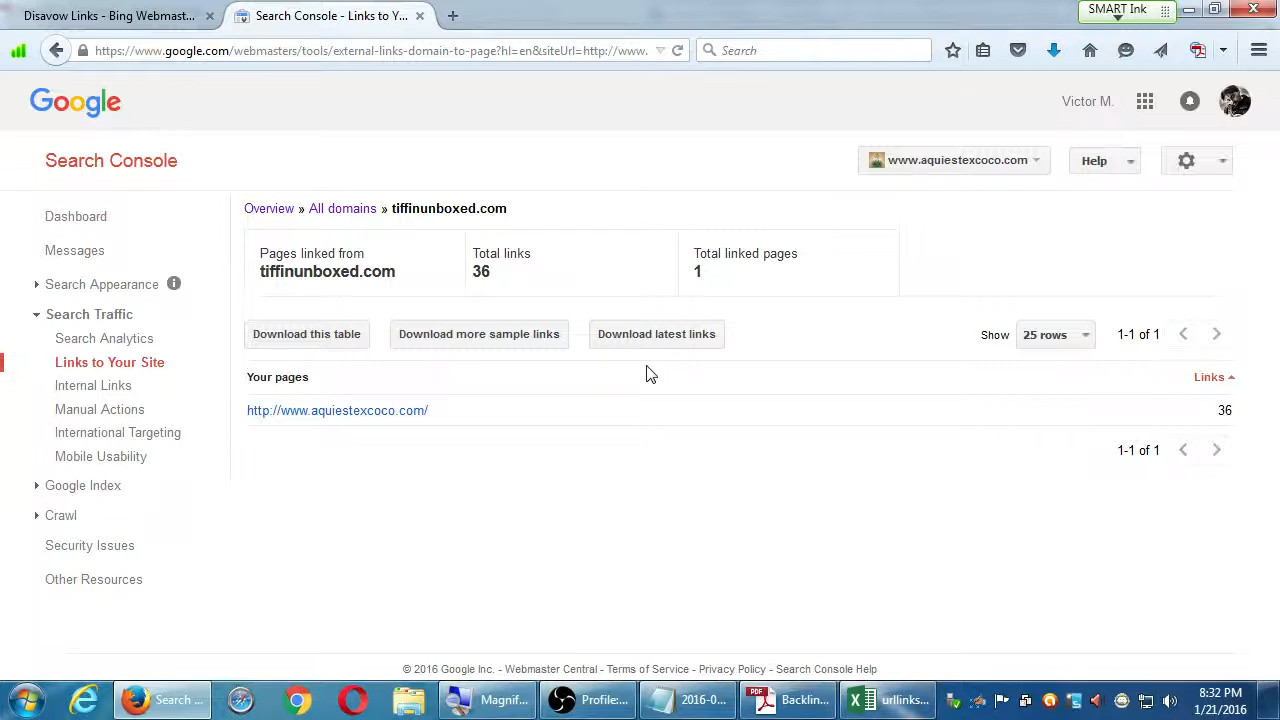 Disavow Links - Bing Webmast...
Search Console - Links to Y...
SMART Ink
https://www.google.com/webmasters/tools/external-links-domain-to-page?hl=en&siteUrl=http://www.
Search
Google
Victor M.
Search Console
www.aquiestexcoco.com
Help
Dashboard
Messages
Search Appearance
Search Traffic
Search Analytics
Links to Your Site
Internal Links
Manual Actions
International Targeting
Mobile Usability
Google Index
Crawl
Security Issues
Other Resources
Overview » All domains » tiffinunboxed.com
Pages linked from
tiffinunboxed.com
Total links
36
Total linked pages
1
Download this table
Download more sample links
Download latest links
Show 25 rows 1-1 of 1
Your pages Links
http://www.aquiestexcoco.com/ 36
1-1 of 1
© 2016 Google Inc. - Webmaster Central - Terms of Service - Privacy Policy - Search Console Help
Search ...
Magnif...
Profile:...
2016-0...
PDF
Backlin...
urllinks...
8:32 PM
1/21/2016